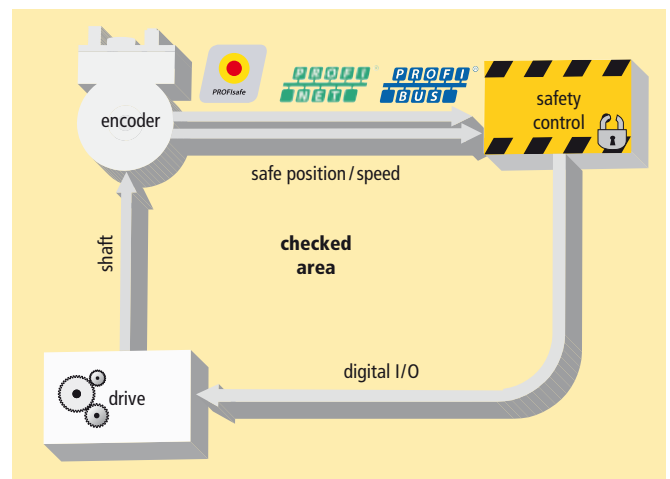 PROFIsafe
PROFI
NET
PROFI
BUS
encoder
safety
control
safe position/speed
shaft
checked
area
digital I/O
drive